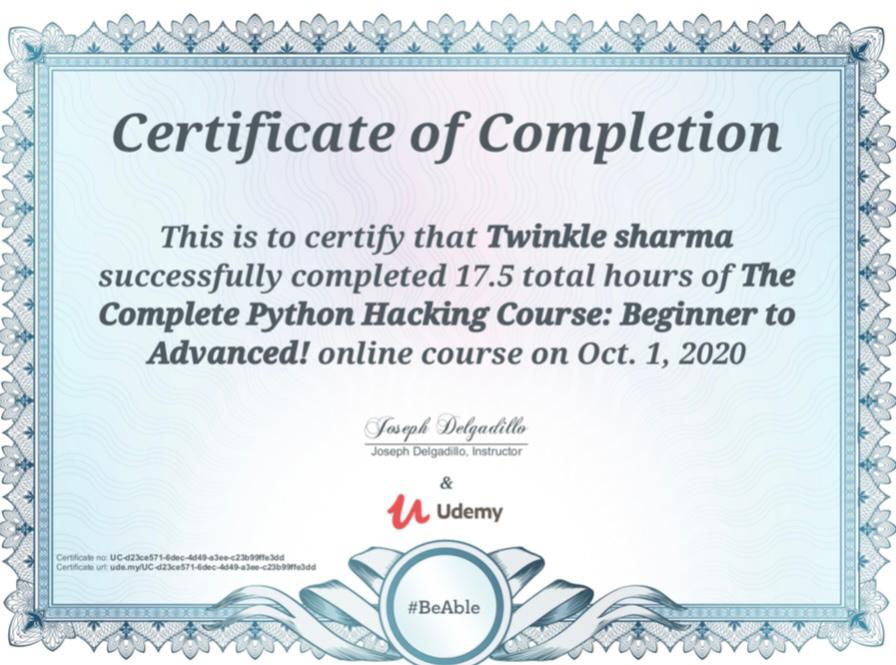 Certificate of Completion
This is to certify that Twinkle sharma
successfully completed 17.5 total hours of The
Complete Python Hacking Course: Beginner to
Advanced! online course on Oct. 1, 2020
Joseph Delgadillo
Joseph Delgadillo, Instructor
&
Udemy
Certificate no: UC-d23ce571-6dec-4d49-a3ee-c23b99ffe3dd
Certificate url: ude.my/UC-d23ce571-6dec-4d49-a3ee-c23b99ffe3dd
#BeAble